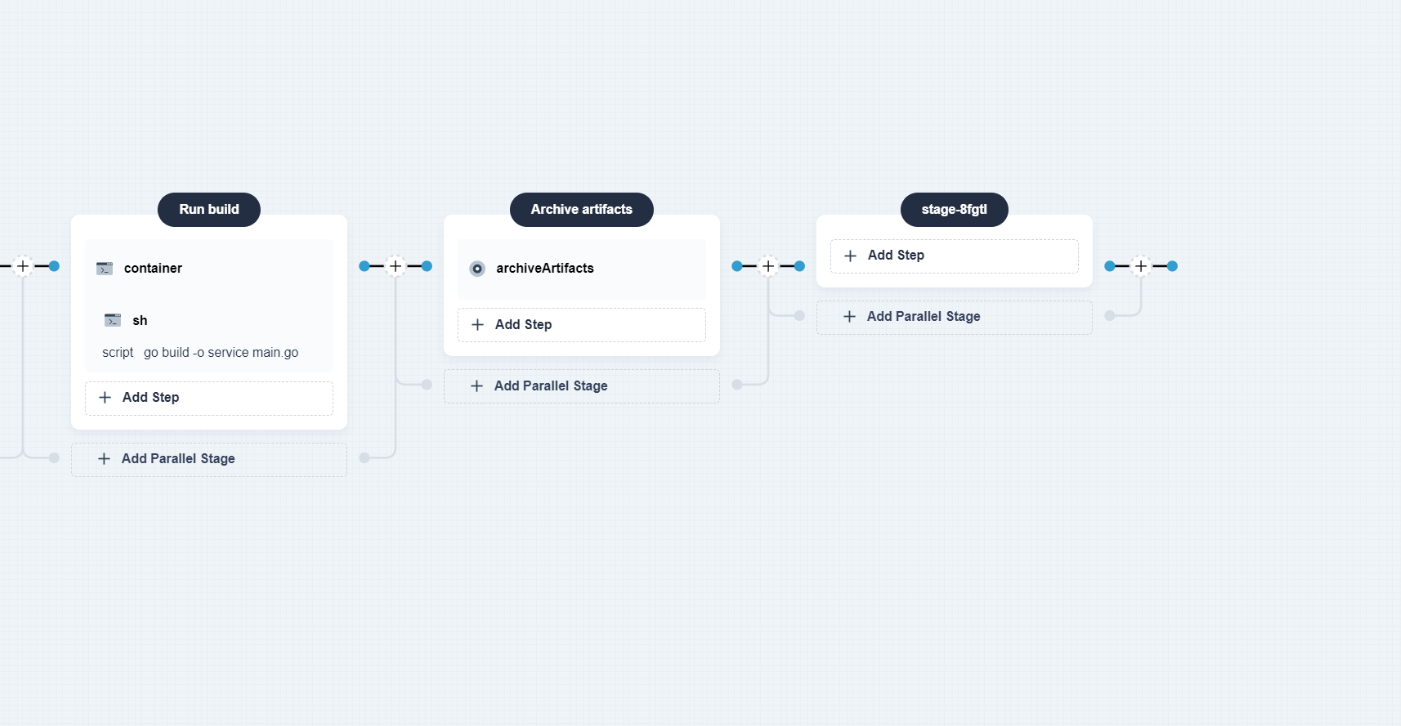 Run build
container
sh
script go build -o service main.go
Add Step
Add Parallel Stage
Archive artifacts
archiveArtifacts
Add Step
Add Parallel Stage
stage-8fgtl
Add Step
Add Parallel Stage